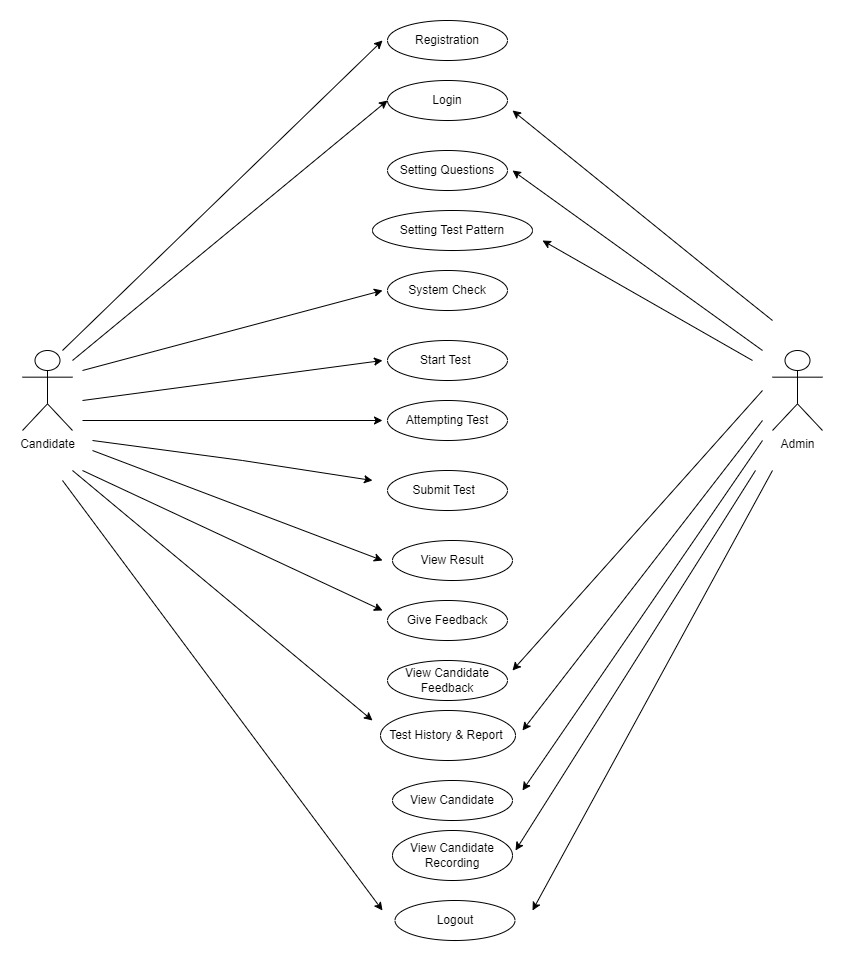 Registration
Login
Setting Questions
Setting Test Pattern
System Check
Start Test
Attempting Test
Candidate
Admin
Submit Test
View Result
Give Feedback
View Candidate
Feedback
Test History & Report
View Candidate
View Candidate
Recording
Logout